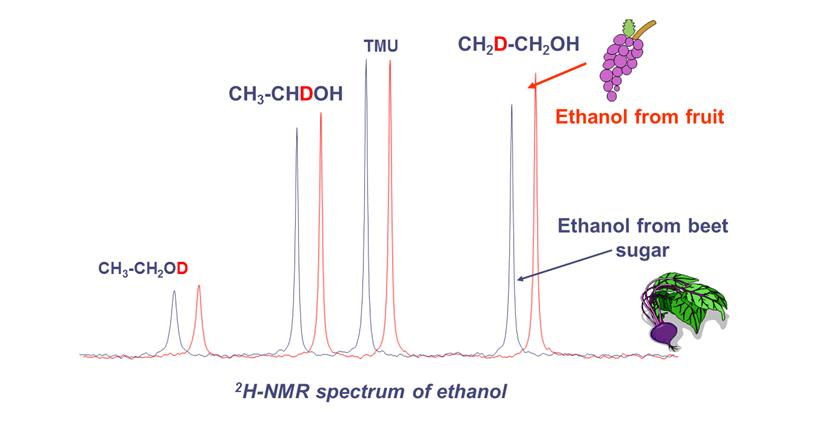 TMU
CH₂D-CH₂OH
CH₃-CHDOH
Ethanol from fruit
Ethanol from beet
sugar
CH₃-CH₂OD
²H-NMR spectrum of ethanol